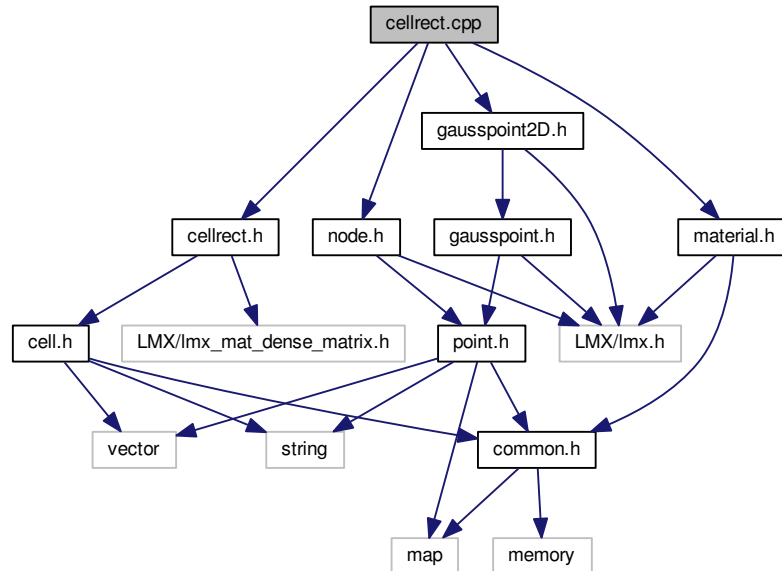 cellrect.cpp
gausspoint2D.h
cellrect.h
node.h
gausspoint.h
material.h
cell.h
LMX/lmx_mat_dense_matrix.h
point.h
LMX/lmx.h
vector
string
common.h
map
memory